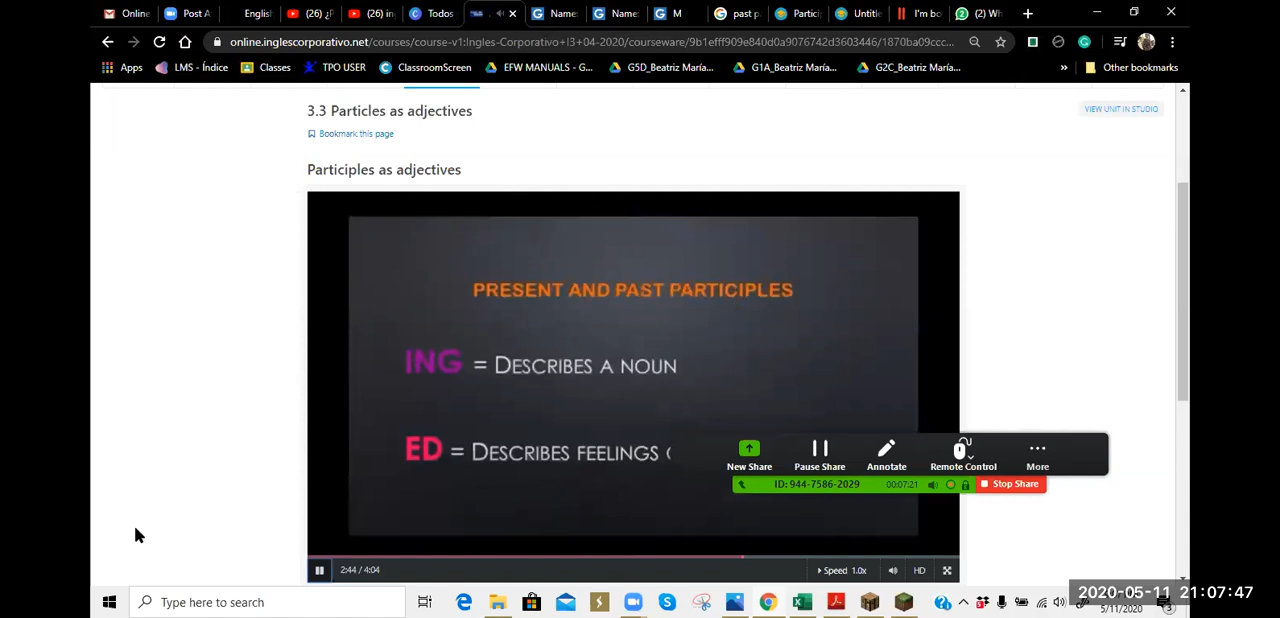 Online
Post A
English
(26) ¿P
(26) in
Todos
Name
Name
M
past p
Partici
Untitle
I'm bo
(2) Wh
online.inglescorporativo.net/courses/course-v1:Ingles-Corporativo+I3+04-2020/courseware/9b1efff909e840d0a9076742d3603446/1870ba09ccc...
Apps
LMS - Índice
Classes
TPO USER
ClassroomScreen
EFW MANUALS - G...
G5D_Beatriz María...
G1A_Beatriz María...
G2C_Beatriz María...
»
Other bookmarks
3.3 Particles as adjectives
VIEW UNIT IN STUDIO
Bookmark this page
Participles as adjectives
PRESENT AND PAST PARTICIPLES
ING = DESCRIBES A NOUN
ED = DESCRIBES FEELINGS (
New Share
Pause Share
Annotate
Remote Control
More
ID: 944-7586-2029
00:07:21
Stop Share
2:44 / 4:04
Speed 1.0x
HD
Type here to search
2020-05-11 21:07:47
5/11/2020